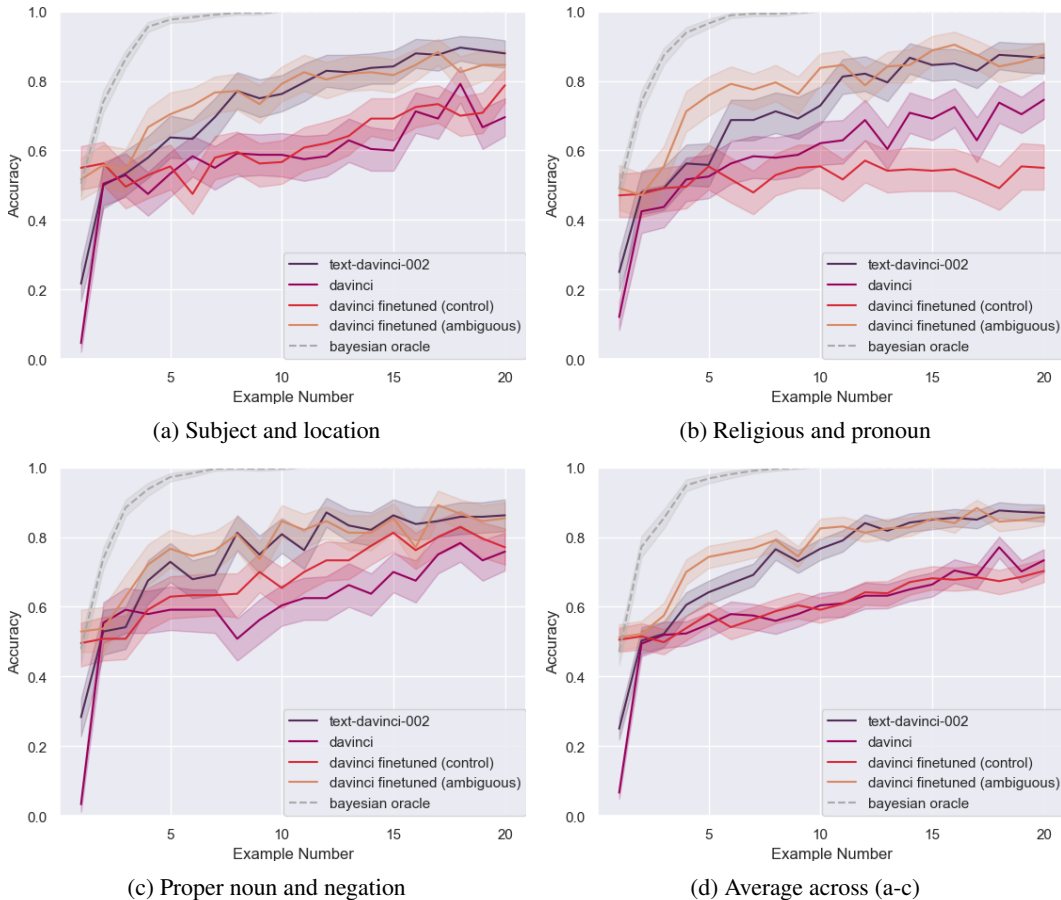 1.0
0.8
0.6
0.4
0.2
0.0
Accuracy
5
10
15
20
Example Number
text-davinci-002
davinci
davinci finetuned (control)
davinci finetuned (ambiguous)
bayesian oracle
(a) Subject and location
1.0
0.8
0.6
0.4
0.2
0.0
Accuracy
5
10
15
20
Example Number
text-davinci-002
davinci
davinci finetuned (control)
davinci finetuned (ambiguous)
bayesian oracle
(b) Religious and pronoun
1.0
0.8
0.6
0.4
0.2
0.0
Accuracy
5
10
15
20
Example Number
text-davinci-002
davinci
davinci finetuned (control)
davinci finetuned (ambiguous)
bayesian oracle
(c) Proper noun and negation
1.0
0.8
0.6
0.4
0.2
0.0
Accuracy
5
10
15
20
Example Number
text-davinci-002
davinci
davinci finetuned (control)
davinci finetuned (ambiguous)
bayesian oracle
(d) Average across (a-c)